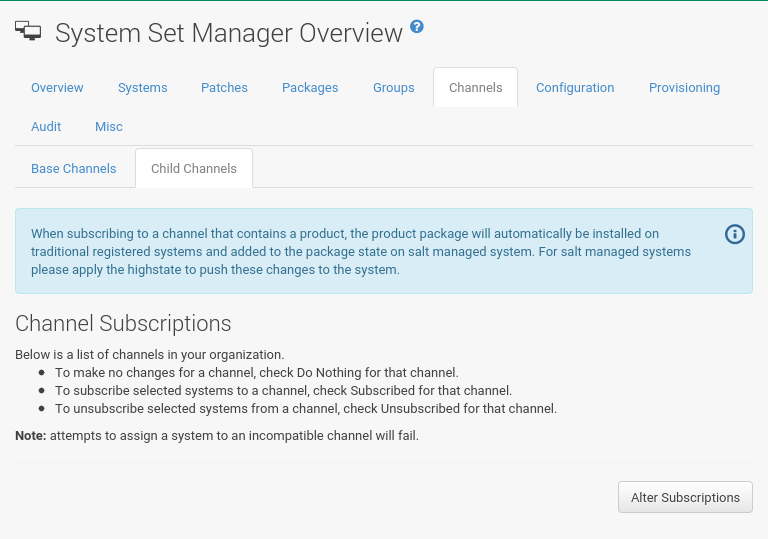 System Set Manager Overview ?
Overview Systems Patches Packages Groups Channels Configuration Provisioning
Audit Misc
Base Channels Child Channels
When subscribing to a channel that contains a product, the product package will automatically be installed on
traditional registered systems and added to the package state on salt managed system. For salt managed systems
please apply the highstate to push these changes to the system.
Channel Subscriptions
Below is a list of channels in your organization.
● To make no changes for a channel, check Do Nothing for that channel.
● To subscribe selected systems to a channel, check Subscribed for that channel.
● To unsubscribe selected systems from a channel, check Unsubscribed for that channel.
Note: attempts to assign a system to an incompatible channel will fail.
Alter Subscriptions